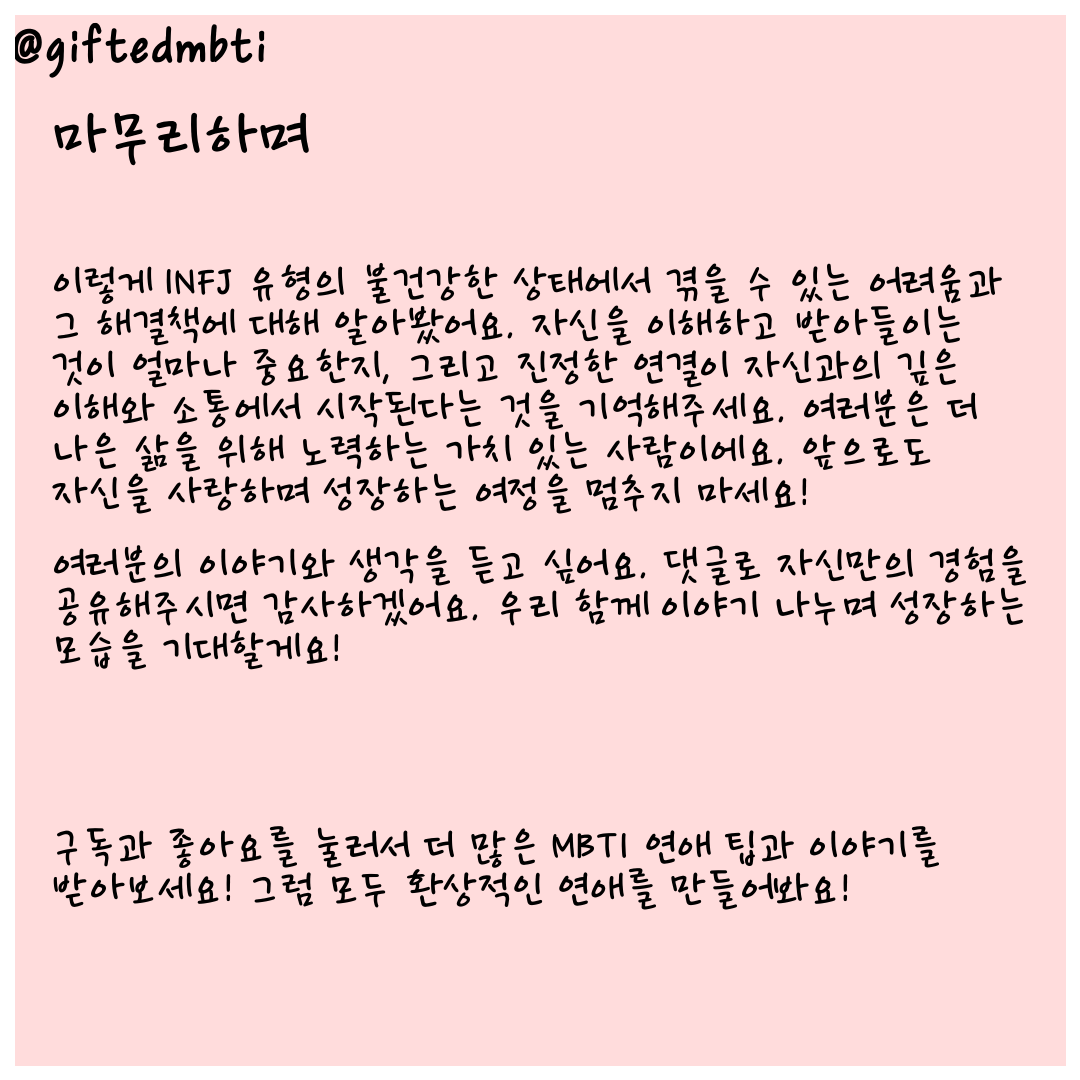 @giftedmbti
마무리하며
이렇게 INFJ 유형의 불건강한 상태에서 겪을 수 있는 어려움과
그 해결책에 대해 알아봤어요. 자신을 이해하고 받아들이는
것이 얼마나 중요한지, 그리고 진정한 연결이 자신과의 깊은
이해와 소통에서 시작된다는 것을 기억해주세요. 여러분은 더
나은 삶을 위해 노력하는 가치 있는 사람이에요. 앞으로도
자신을 사랑하며 성장하는 여정을 멈추지 마세요!
여러분의 이야기와 생각을 듣고 싶어요. 댓글로 자신만의 경험을
공유해주시면 감사하겠어요. 우리 함께 이야기 나누며 성장하는
모습을 기대할게요!
구독과 좋아요를 눌러서 더 많은 MBTI 연애 팁과 이야기를
받아보세요! 그럼 모두 환상적인 연애를 만들어봐요!